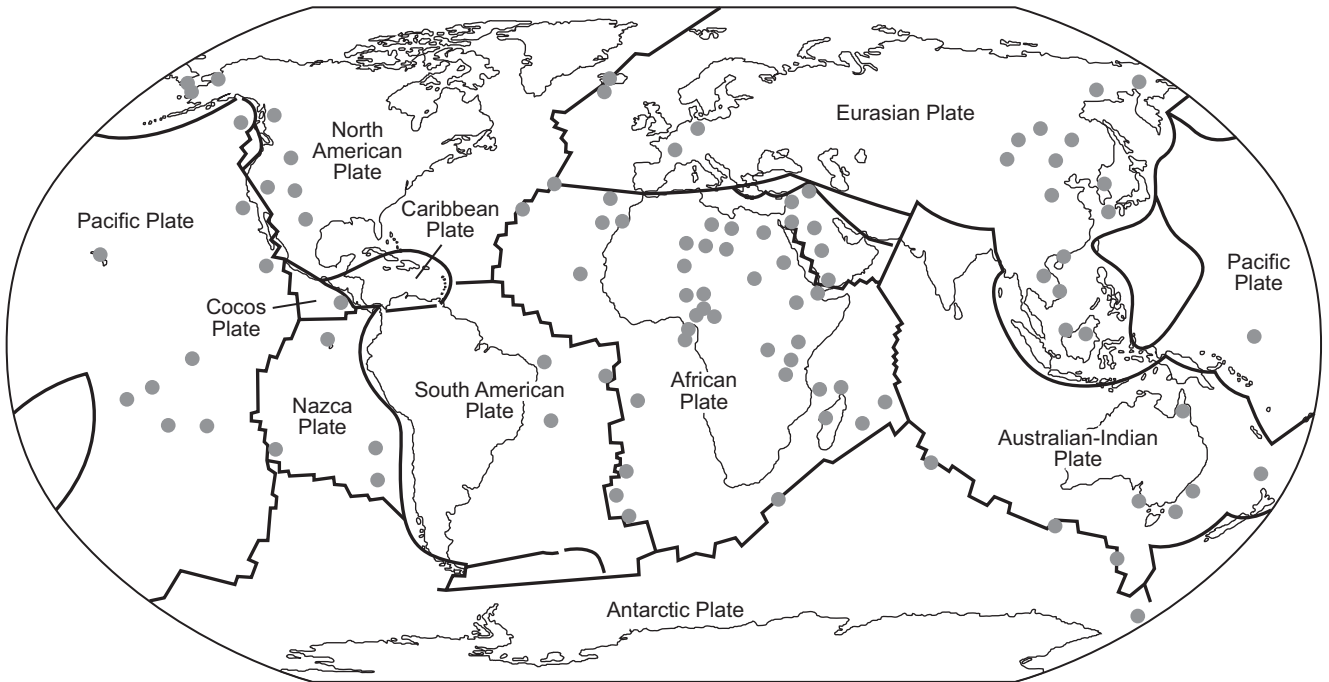 Eurasian Plate
North
American
Plate
Caribbean
Plate
Pacific Plate
Pacific
Plate
Cocos
Plate
African
Plate
South American
Plate
Nazca
Plate
Australian-Indian
Plate
Antarctic Plate